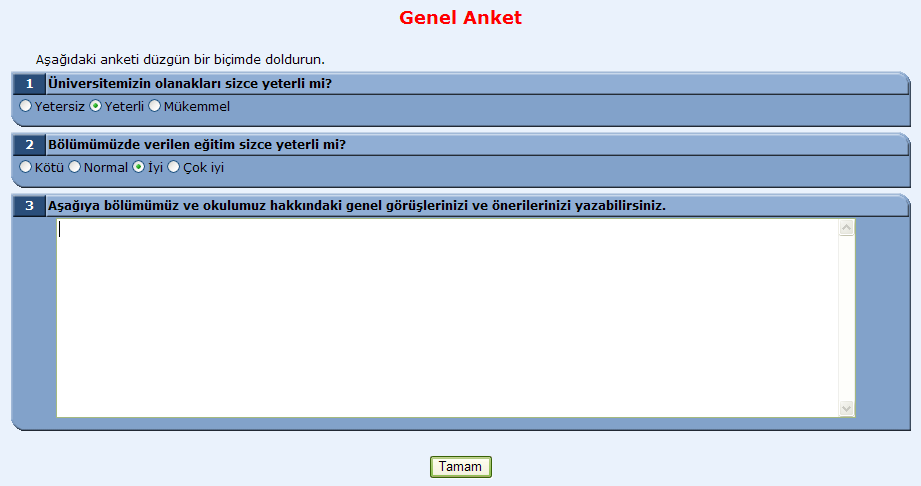 Genel Anket
Aşağıdaki anketi düzgün bir biçimde doldurun.
1 Üniversitemizin olanakları sizce yeterli mi?
Yetersiz Yeterli Mükemmel
2 Bölümümüzde verilen eğitim sizce yeterli mi?
Kötü Normal İyi Çok iyi
3 Aşağıya bölümümüz ve okulumuz hakkındaki genel görüşlerinizi ve önerilerinizi yazabilirsiniz.
Tamam